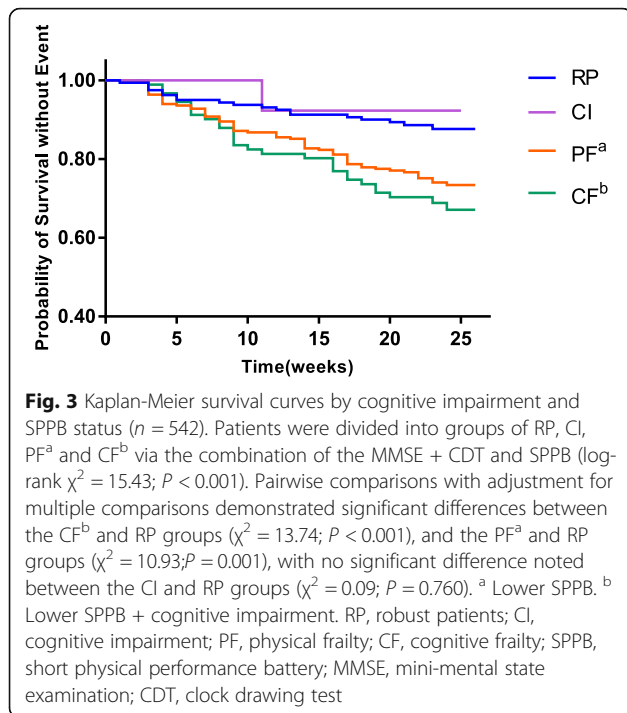 1.00
0.80
0.60
0.40
Probability of Survival without Event
0 5 10 15 20 25
Time(weeks)
RP
CI
PFᵃ
CFᵇ
Fig. 3 Kaplan-Meier survival curves by cognitive impairment and
SPPB status (n = 542). Patients were divided into groups of RP, CI,
PFᵃ and CFᵇ via the combination of the MMSE + CDT and SPPB (log-
rank χ² = 15.43; P < 0.001). Pairwise comparisons with adjustment for
multiple comparisons demonstrated significant differences between
the CFᵇ and RP groups (χ² = 13.74; P < 0.001), and the PFᵃ and RP
groups (χ² = 10.93;P = 0.001), with no significant difference noted
between the CI and RP groups (χ² = 0.09; P = 0.760). ᵃ Lower SPPB. ᵇ
Lower SPPB + cognitive impairment. RP, robust patients; CI,
cognitive impairment; PF, physical frailty; CF, cognitive frailty; SPPB,
short physical performance battery; MMSE, mini-mental state
examination; CDT, clock drawing test